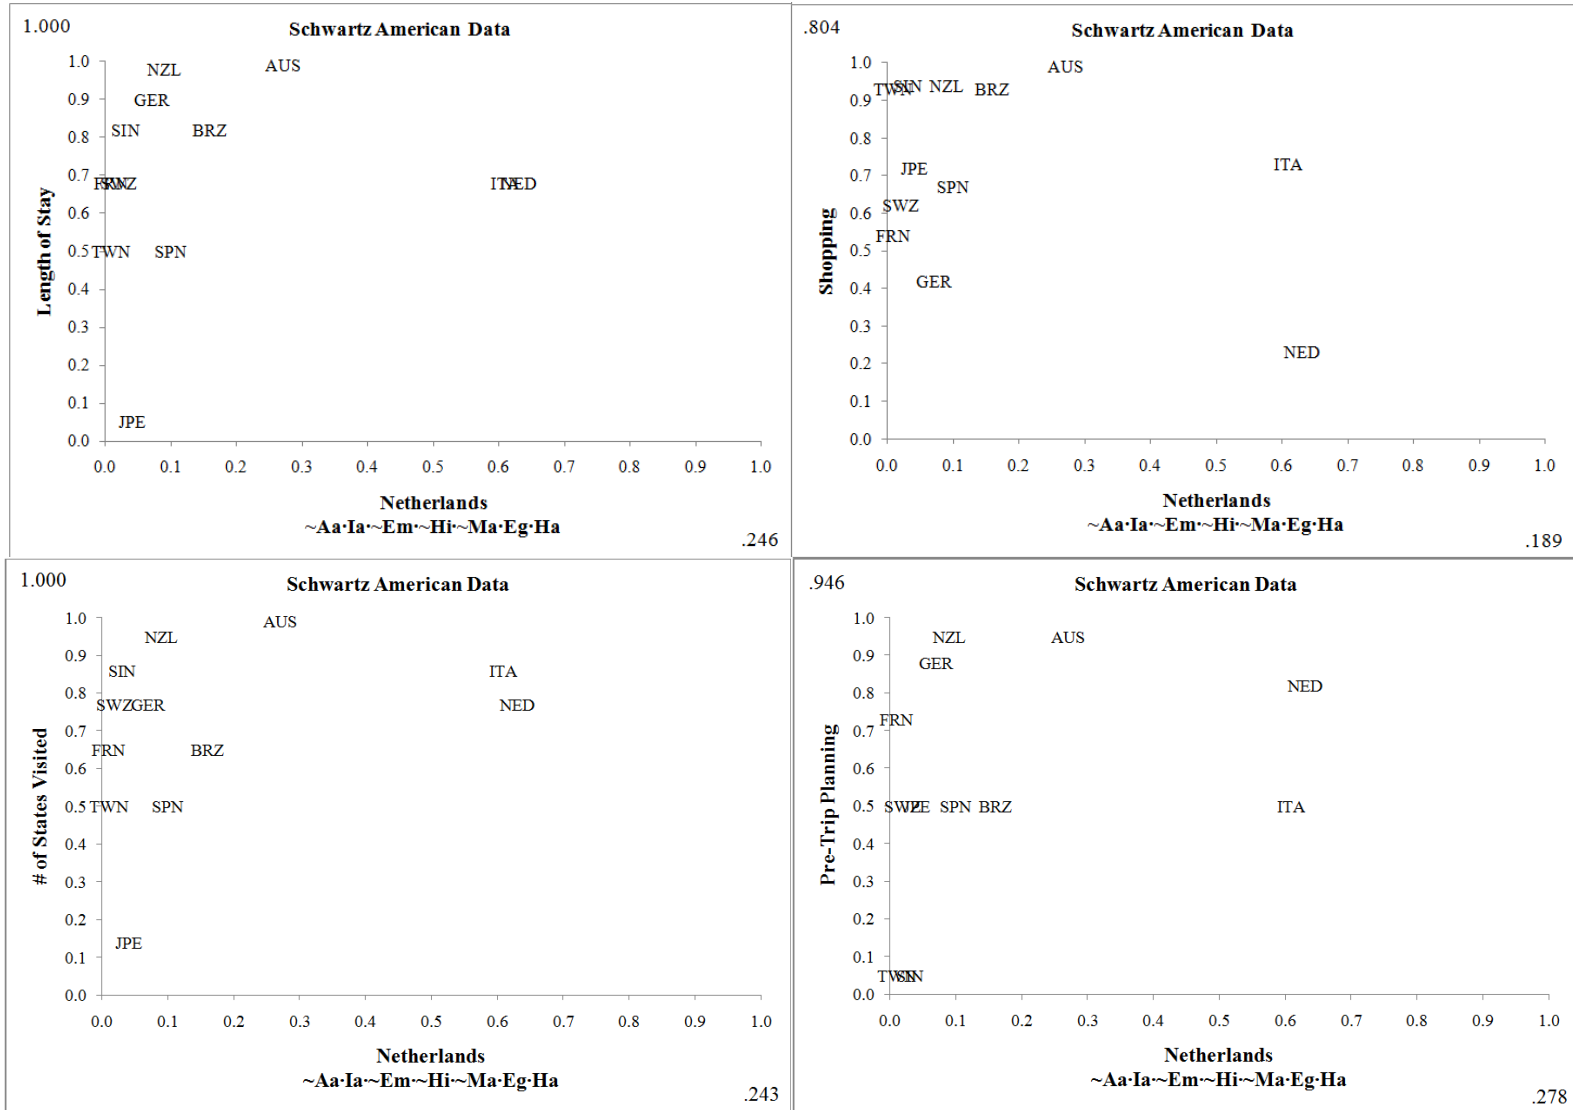 1.000
Schwartz American Data
1.0
0.9
0.8
0.7
0.6
0.5
0.4
0.3
0.2
0.1
0.0
Length of Stay
NZL
AUS
GER
SIN
BRZ
FRN
SWZ
ITA
NED
TWN
SPN
JPE
0.0 0.1 0.2 0.3 0.4 0.5 0.6 0.7 0.8 0.9 1.0
Netherlands
~Aa·Ia·~Em·~Hi·~Ma·Eg·Ha
.246
.804
Schwartz American Data
1.0
0.9
0.8
0.7
0.6
0.5
0.4
0.3
0.2
0.1
0.0
Shopping
AUS
TWN
SIN
NZL
BRZ
JPE
ITA
SPN
SWZ
FRN
GER
NED
0.0 0.1 0.2 0.3 0.4 0.5 0.6 0.7 0.8 0.9 1.0
Netherlands
~Aa·Ia·~Em·~Hi·~Ma·Eg·Ha
.189
1.000
Schwartz American Data
1.0
0.9
0.8
0.7
0.6
0.5
0.4
0.3
0.2
0.1
0.0
# of States Visited
AUS
NZL
SIN
ITA
SWZ
GER
NED
FRN
BRZ
TWN
SPN
JPE
0.0 0.1 0.2 0.3 0.4 0.5 0.6 0.7 0.8 0.9 1.0
Netherlands
~Aa·Ia·~Em·~Hi·~Ma·Eg·Ha
.243
.946
Schwartz American Data
1.0
0.9
0.8
0.7
0.6
0.5
0.4
0.3
0.2
0.1
0.0
Pre-Trip Planning
NZL
AUS
GER
NED
FRN
SWZ
JPE
SPN
BRZ
ITA
TWN
SIN
0.0 0.1 0.2 0.3 0.4 0.5 0.6 0.7 0.8 0.9 1.0
Netherlands
~Aa·Ia·~Em·~Hi·~Ma·Eg·Ha
.278